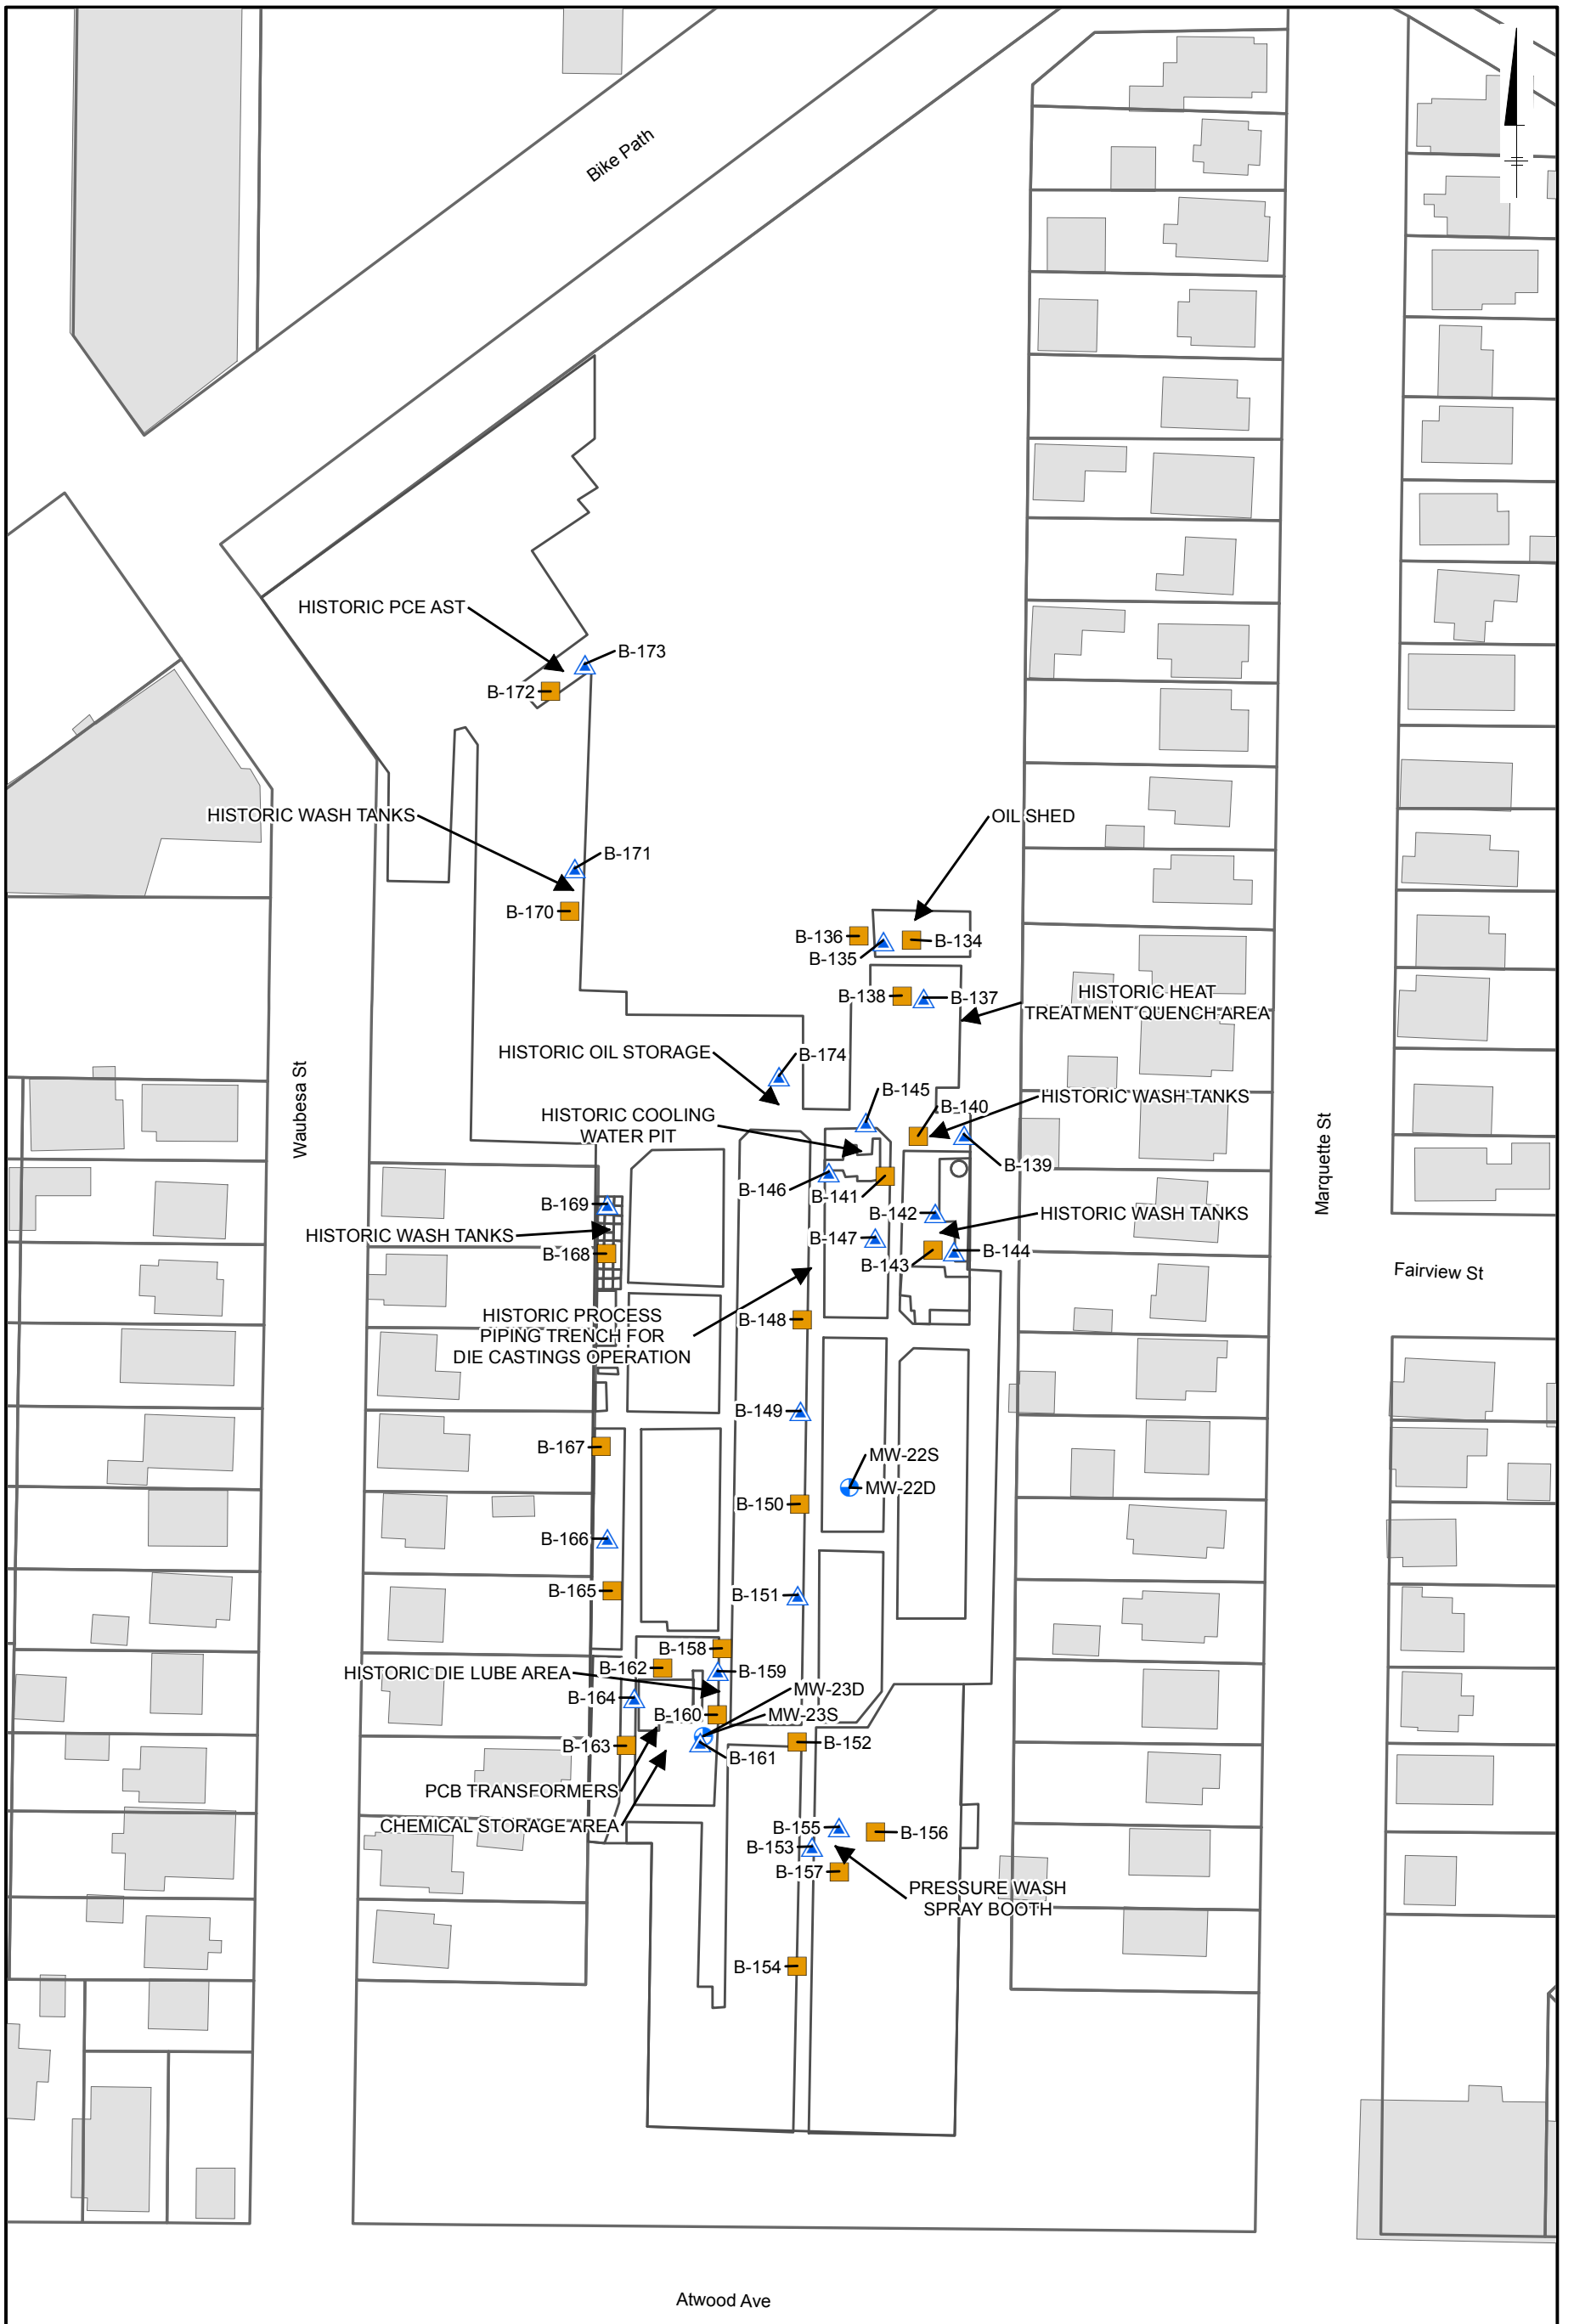 Bike Path
HISTORIC PCE AST
B-173
B-172
HISTORIC WASH TANKS
OIL SHED
B-171
B-170
B-136
B-134
B-135
B-138
B-137
HISTORIC HEAT
TREATMENT QUENCH AREA
HISTORIC OIL STORAGE
B-174
Waubesa St
B-145
B-140
HISTORIC WASH TANKS
HISTORIC COOLING
WATER PIT
Marquette St
B-139
B-146
B-141
B-169
B-142
HISTORIC WASH TANKS
HISTORIC WASH TANKS
B-147
B-168
B-143
B-144
Fairview St
HISTORIC PROCESS
PIPING TRENCH FOR
DIE CASTINGS OPERATION
B-148
B-149
B-167
MW-22S
MW-22D
B-150
B-166
B-165
B-151
B-158
B-162
B-159
HISTORIC DIE LUBE AREA
MW-23D
B-164
B-160
MW-23S
B-163
B-152
B-161
PCB TRANSFORMERS
CHEMICAL STORAGE AREA
B-155
B-156
B-153
B-157
PRESSURE WASH
SPRAY BOOTH
B-154
Atwood Ave